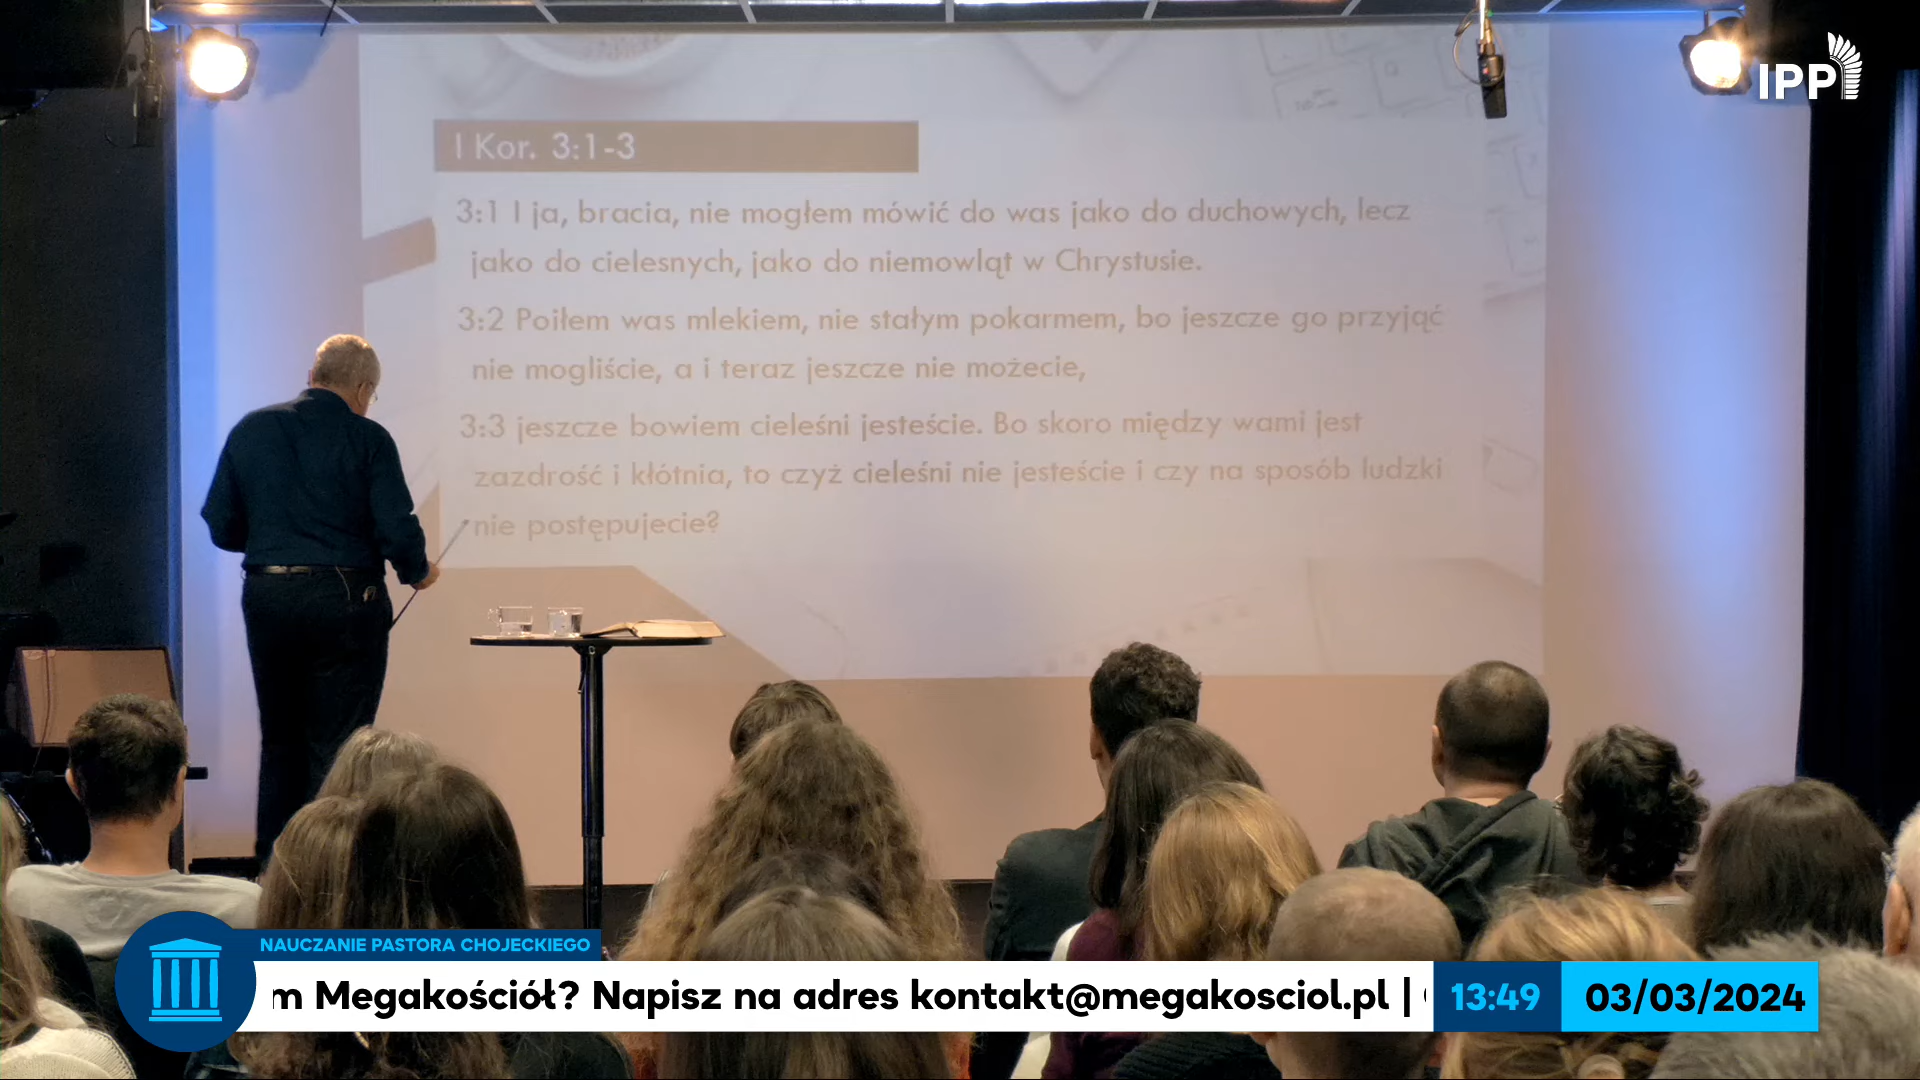 IPP
I Kor. 3:1-3
3:1 I ja, bracia, nie mogłem mówić do was jako do duchowych, lecz
jako do cielesnych, jako do niemowląt w Chrystusie.
3:2 Poiłem was mlekiem, nie stałym pokarmem, bo jeszcze go przyjąć
nie mogliście, a i teraz jeszcze nie możecie,
3:3 jeszcze bowiem cieleśni jesteście. Bo skoro między wami jest
zazdrość i kłótnia, to czyż cieleśni nie jesteście i czy na sposób ludzki
nie postępujecie?
NAUCZANIE PASTORA CHOJECKIEGO
m Megakościół? Napisz na adres kontakt@megakosciol.pl |
13:49
03/03/2024